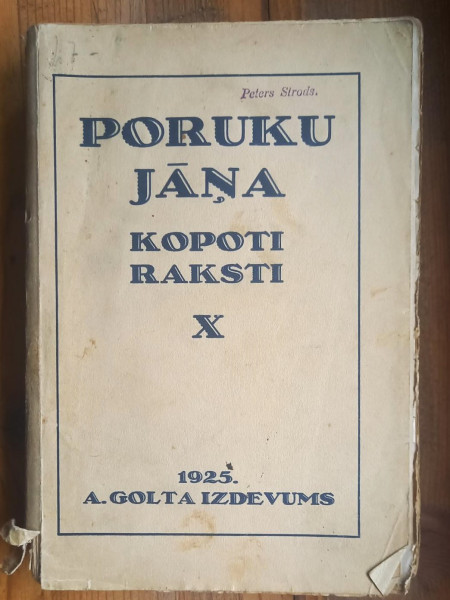 Peters Strods.
PORUKU
JĀŅA
KOPOTI
RAKSTI
X
1925.
A. GOLTA IZDEVUMS